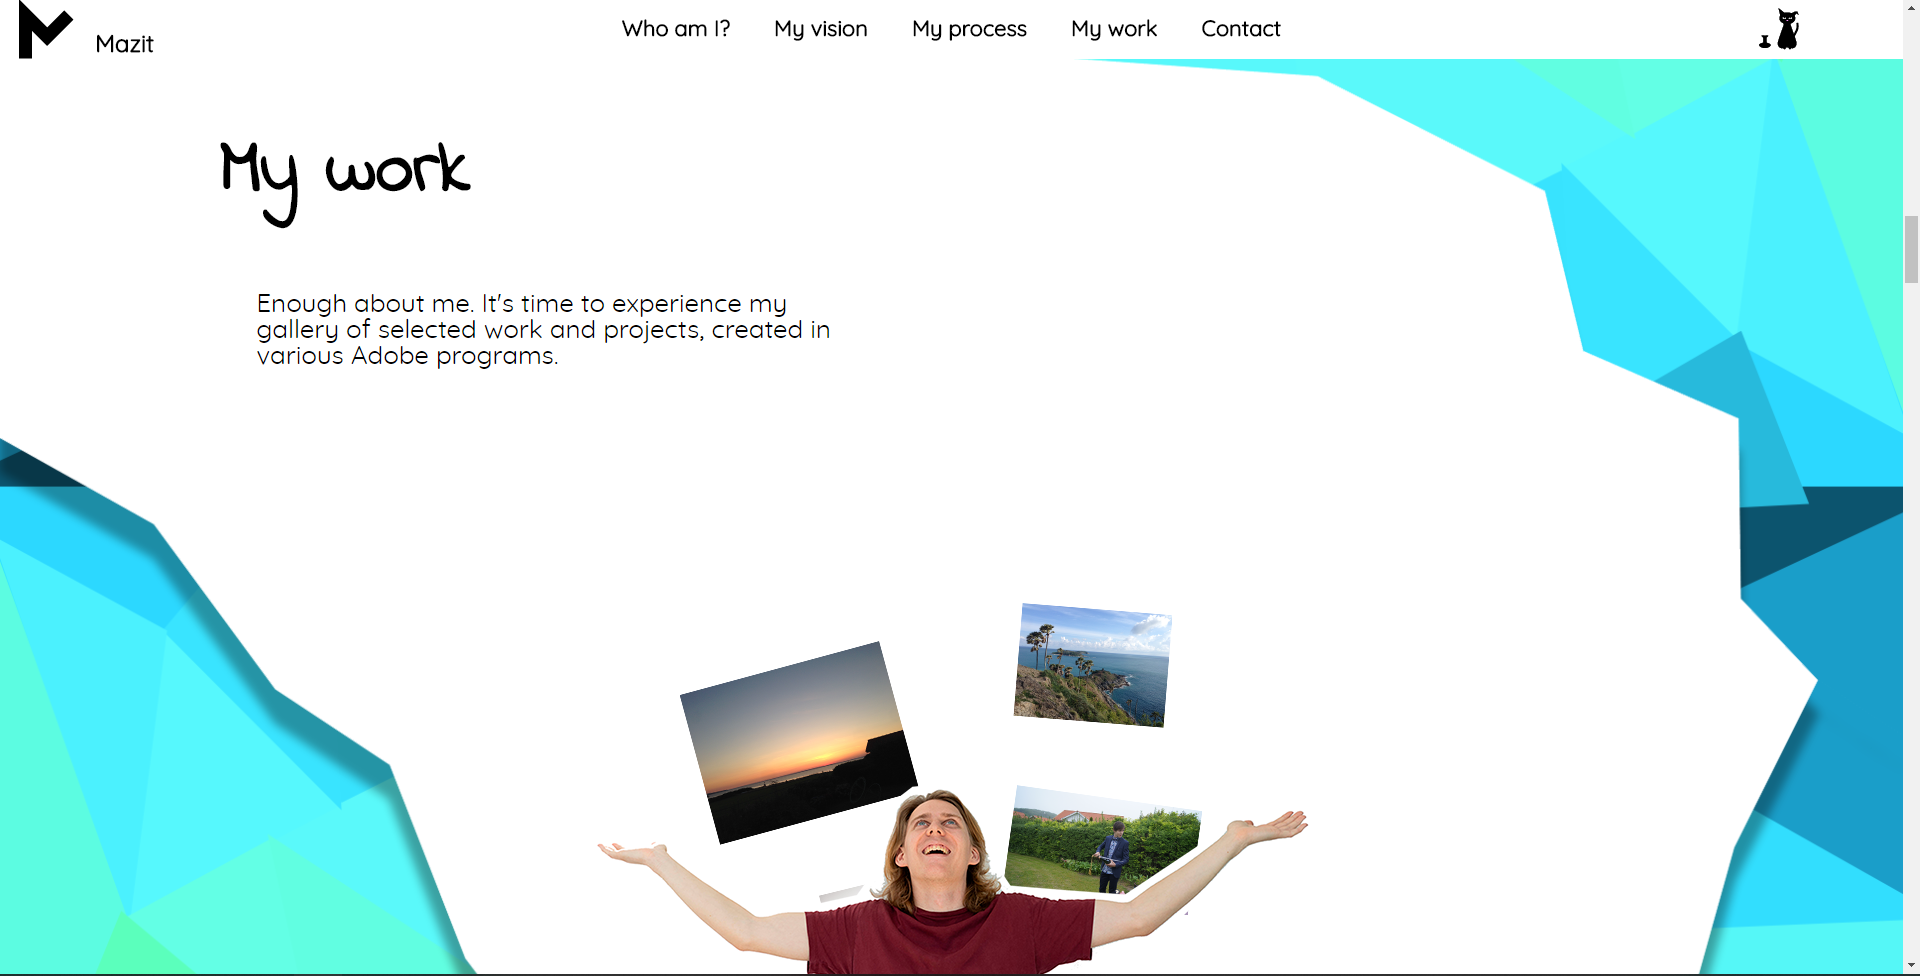 Mazit
Who am I? My vision My process My work Contact
My work
Enough about me. It's time to experience my
gallery of selected work and projects, created in
various Adobe programs.